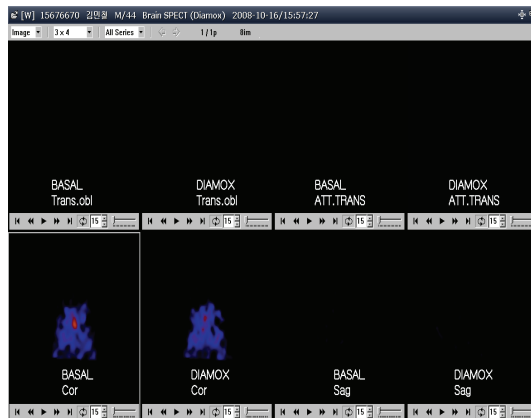 [W] 15676670 김민철 M/44 Brain SPECT (Diamox) 2008-10-16/15:57:27
Image 3 x 4 All Series 1 / 1p 8im
BASAL Trans.obl
DIAMOX Trans.obl
BASAL ATT.TRANS
DIAMOX ATT.TRANS
15 15 15 15
BASAL Cor
DIAMOX Cor
BASAL Sag
DIAMOX Sag
15 15 15 15